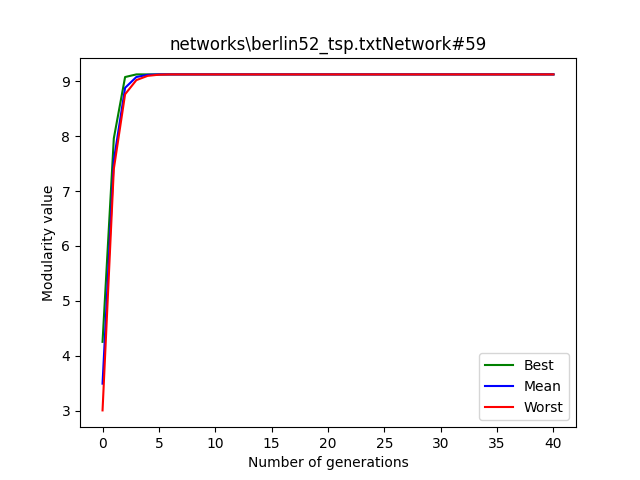 networks\berlin52_tsp.txtNetwork#59
Modularity value
9
8
7
6
5
4
3
0 5 10 15 20 25 30 35 40
Number of generations
Best
Mean
Worst